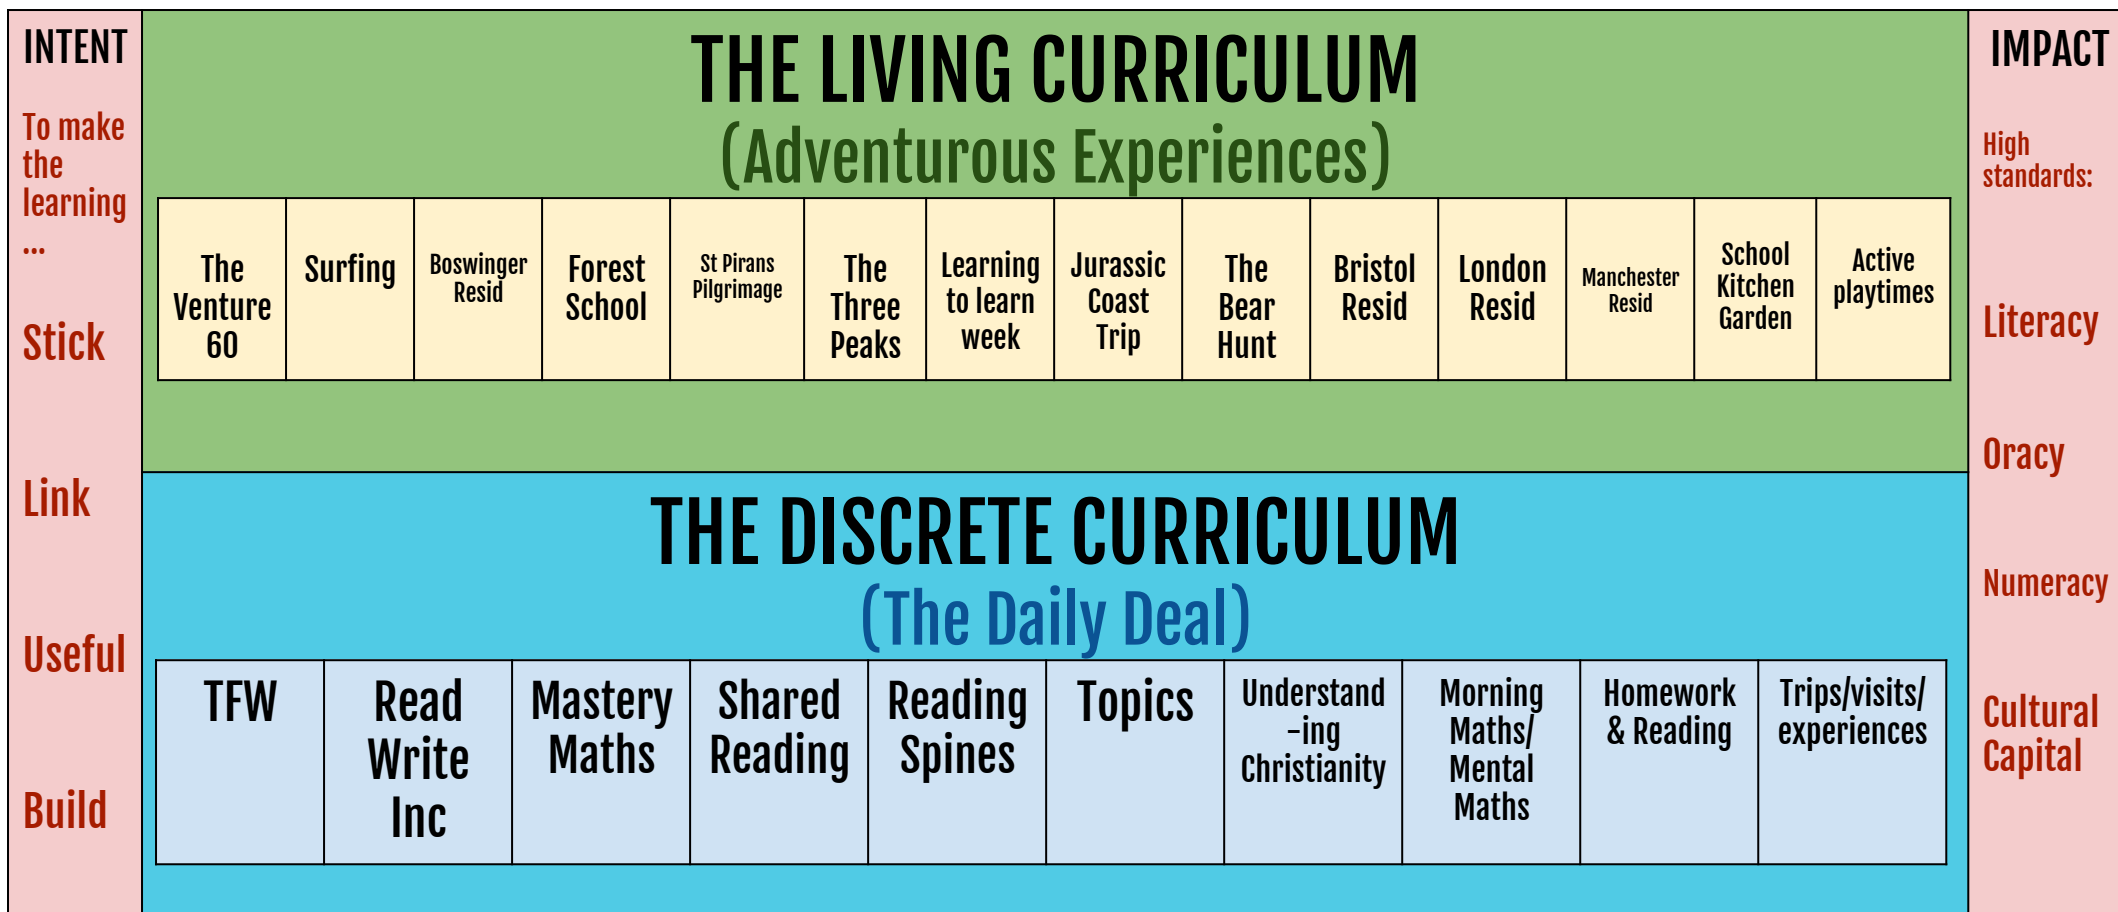 INTENT
To make
the
learning
...
Stick
Link
Useful
Build
THE LIVING CURRICULUM
(Adventurous Experiences)
The
Venture
60
Surfing
Boswinger
Resid
Forest
School
St Pirans
Pilgrimage
The
Three
Peaks
Learning
to learn
week
Jurassic
Coast
Trip
The
Bear
Hunt
Bristol
Resid
London
Resid
Manchester
Resid
School
Kitchen
Garden
Active
playtimes
THE DISCRETE CURRICULUM
(The Daily Deal)
TFW
Read
Write
Inc
Mastery
Maths
Shared
Reading
Reading
Spines
Topics
Understand
-ing
Christianity
Morning
Maths/
Mental
Maths
Homework
& Reading
Trips/visits/
experiences
IMPACT
High
standards:
Literacy
Oracy
Numeracy
Cultural
Capital